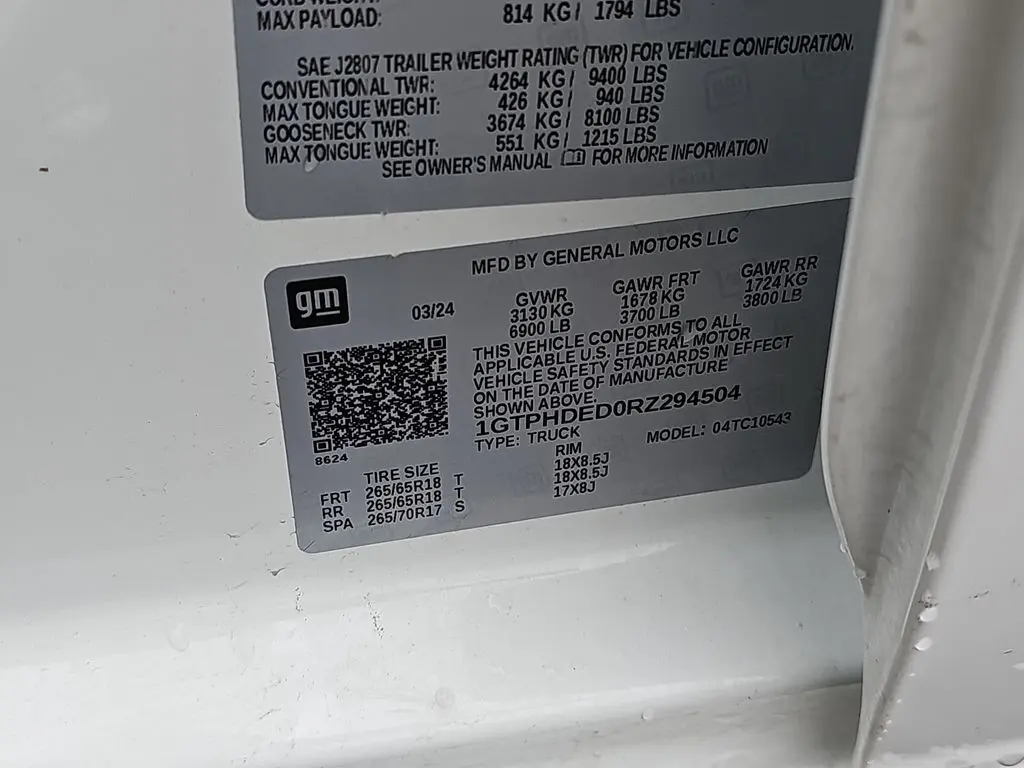 MAX PAYLOAD: 814 KG / 1794 LBS
SAE J2807 TRAILER WEIGHT RATING (TWR) FOR VEHICLE CONFIGURATION.
CONVENTIONAL TWR: 4264 KG / 9400 LBS
MAX TONGUE WEIGHT: 426 KG / 940 LBS
GOOSENECK TWR: 3674 KG / 8100 LBS
MAX TONGUE WEIGHT: 551 KG / 1215 LBS
SEE OWNER'S MANUAL FOR MORE INFORMATION
MFD BY GENERAL MOTORS LLC
gm
03/24
GVWR GAWR FRT GAWR RR
3130 KG 1678 KG 1724 KG
6900 LB 3700 LB 3800 LB
THIS VEHICLE CONFORMS TO ALL
APPLICABLE U.S. FEDERAL MOTOR
VEHICLE SAFETY STANDARDS IN EFFECT
ON THE DATE OF MANUFACTURE
SHOWN ABOVE.
1GTPHDED0RZ294504
TYPE: TRUCK MODEL: 04TC10543
8624
TIRE SIZE RIM
FRT 265/65R18 T 18X8.5J
RR 265/65R18 T 18X8.5J
SPA 265/70R17 S 17X8J